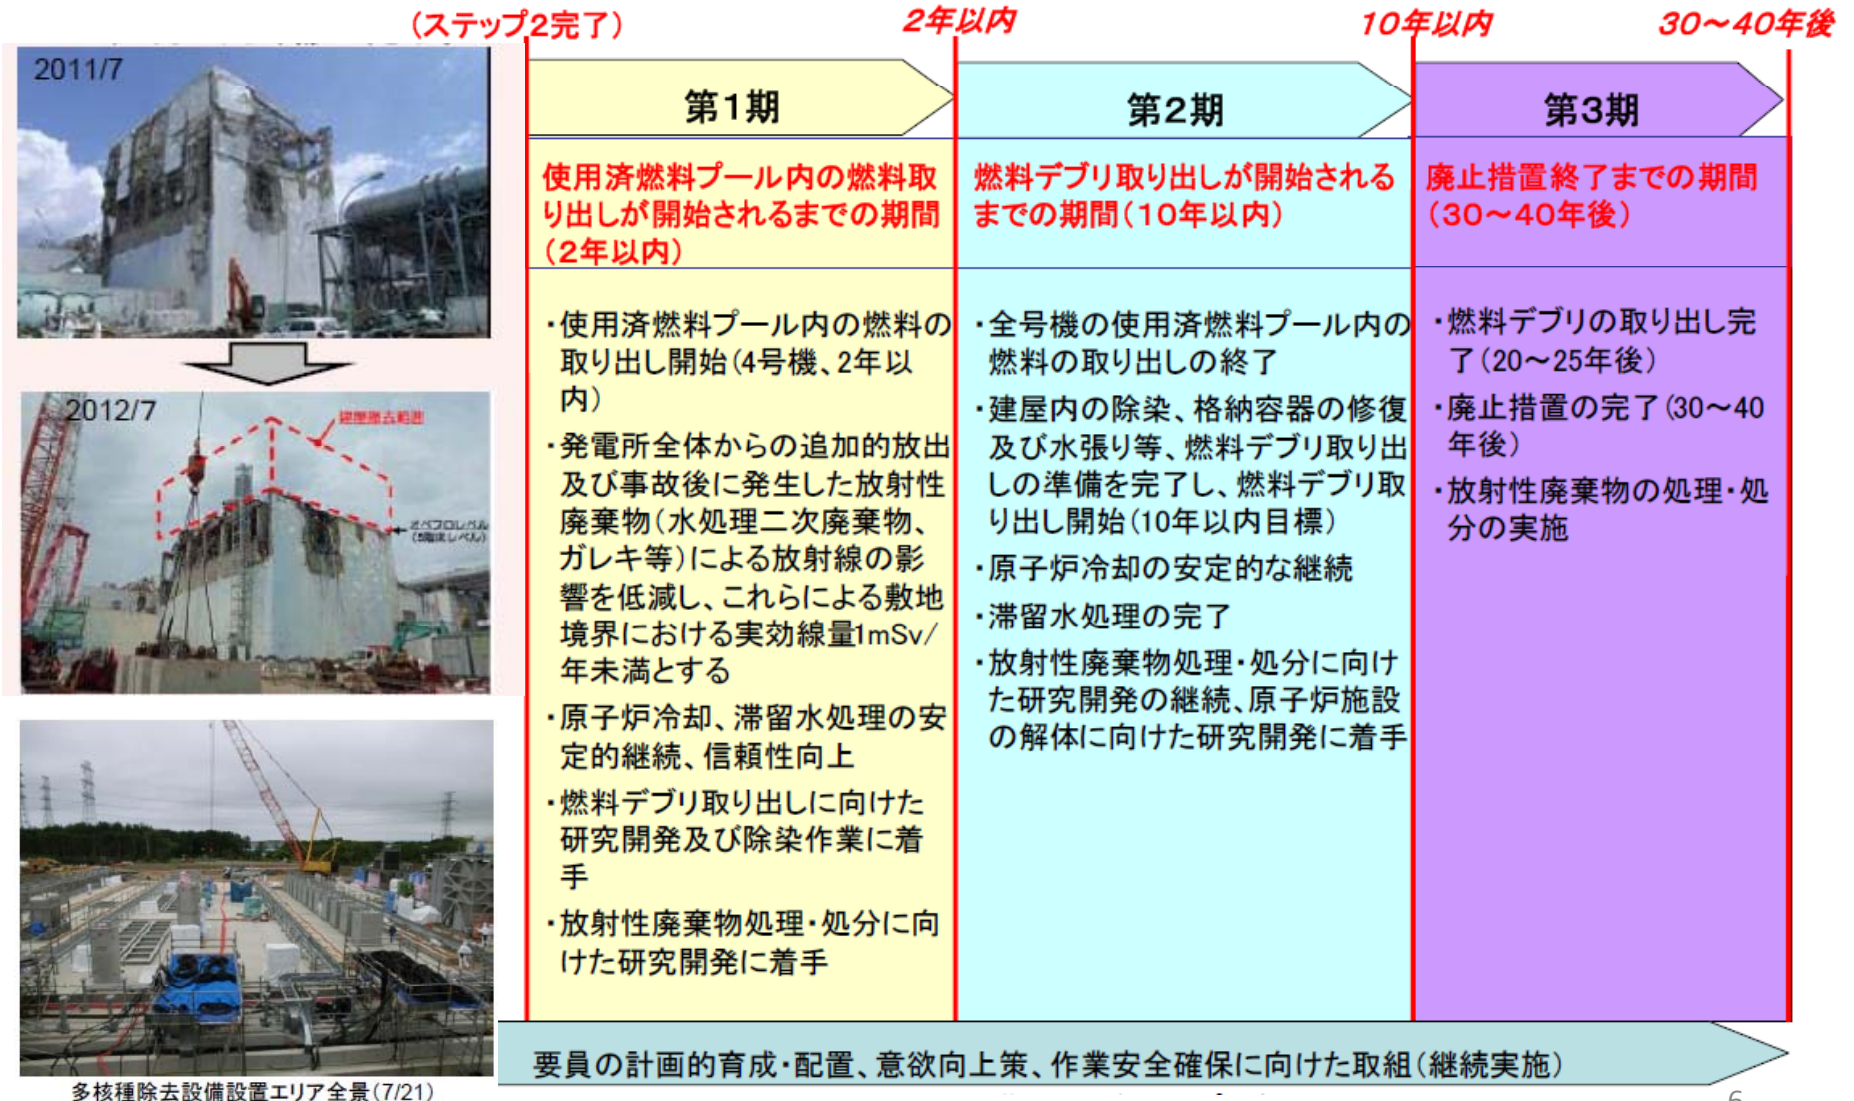 (ステップ2完了)
2年以内
10年以内
30～40年後
2011/7
2012/7
建屋撤去範囲
オペフロレベル
(5階床レベル)
多核種除去設備設置エリア全景(7/21)
第1期
使用済燃料プール内の燃料取
り出しが開始されるまでの期間
(2年以内)
・使用済燃料プール内の燃料の
取り出し開始(4号機、2年以
内)
・発電所全体からの追加的放出
及び事故後に発生した放射性
廃棄物(水処理二次廃棄物、
ガレキ等)による放射線の影
響を低減し、これらによる敷地
境界における実効線量1mSv/
年未満とする
・原子炉冷却、滞留水処理の安
定的継続、信頼性向上
・燃料デブリ取り出しに向けた
研究開発及び除染作業に着
手
・放射性廃棄物処理・処分に向
けた研究開発に着手
第2期
燃料デブリ取り出しが開始される
までの期間(10年以内)
・全号機の使用済燃料プール内の
燃料の取り出しの終了
・建屋内の除染、格納容器の修復
及び水張り等、燃料デブリ取り出
しの準備を完了し、燃料デブリ取
り出し開始(10年以内目標)
・原子炉冷却の安定的な継続
・滞留水処理の完了
・放射性廃棄物処理・処分に向け
た研究開発の継続、原子炉施設
の解体に向けた研究開発に着手
第3期
廃止措置終了までの期間
(30～40年後)
・燃料デブリの取り出し完
了(20～25年後)
・廃止措置の完了(30～40
年後)
・放射性廃棄物の処理・処
分の実施
要員の計画的育成・配置、意欲向上策、作業安全確保に向けた取組(継続実施)